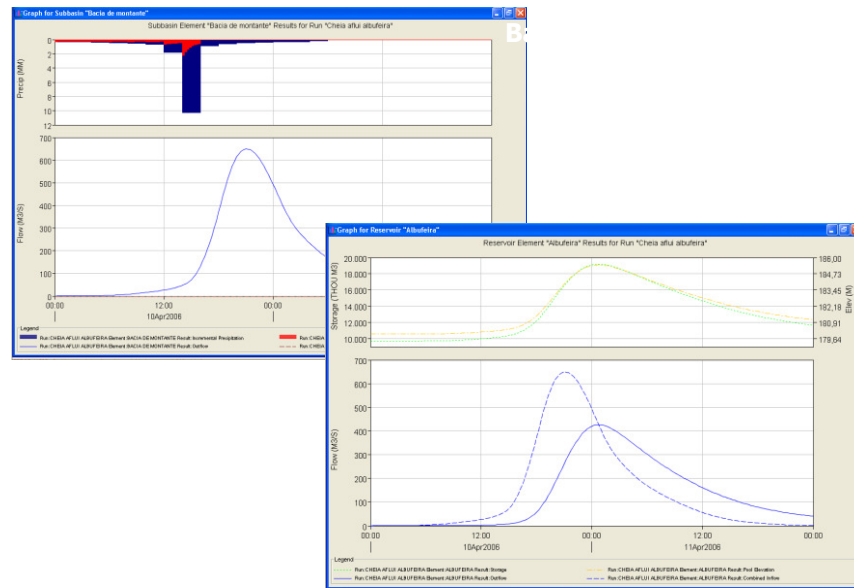 Graph for Subbasin "Bacia de montante"
Subbasin Element "Bacia de montante" Results for Run "Cheia aflui albufeira"
Precip (MM)
0
2
4
6
8
10
12
Flow (M3/S)
700
600
500
400
300
200
100
0
00:00 12:00 00:00
10Apr2006
Legend
Run:CHEIA AFLUI ALBUFEIRA Element:BACIA DE MONTANTE Result:Incremental Precipitation
Run:CHEIA
Run:CHEIA AFLUI ALBUFEIRA Element:BACIA DE MONTANTE Result:Outflow
Run:CHEIA
Graph for Reservoir "Albufeira"
Reservoir Element "Albufeira" Results for Run "Cheia aflui albufeira"
Storage (THOU M3)
20.000
18.000
16.000
14.000
12.000
10.000
Elev (M)
186,00
184,73
183,45
182,18
180,91
179,64
Flow (M3/S)
700
600
500
400
300
200
100
0
00:00 12:00 00:00 12:00 00:00
10Apr2006 11Apr2006
Legend
Run:CHEIA AFLUI ALBUFEIRA Element:ALBUFEIRA Result:Storage
Run:CHEIA AFLUI ALBUFEIRA Element:ALBUFEIRA Result:Pool Elevation
Run:CHEIA AFLUI ALBUFEIRA Element:ALBUFEIRA Result:Outflow
Run:CHEIA AFLUI ALBUFEIRA Element:ALBUFEIRA Result:Combined Inflow